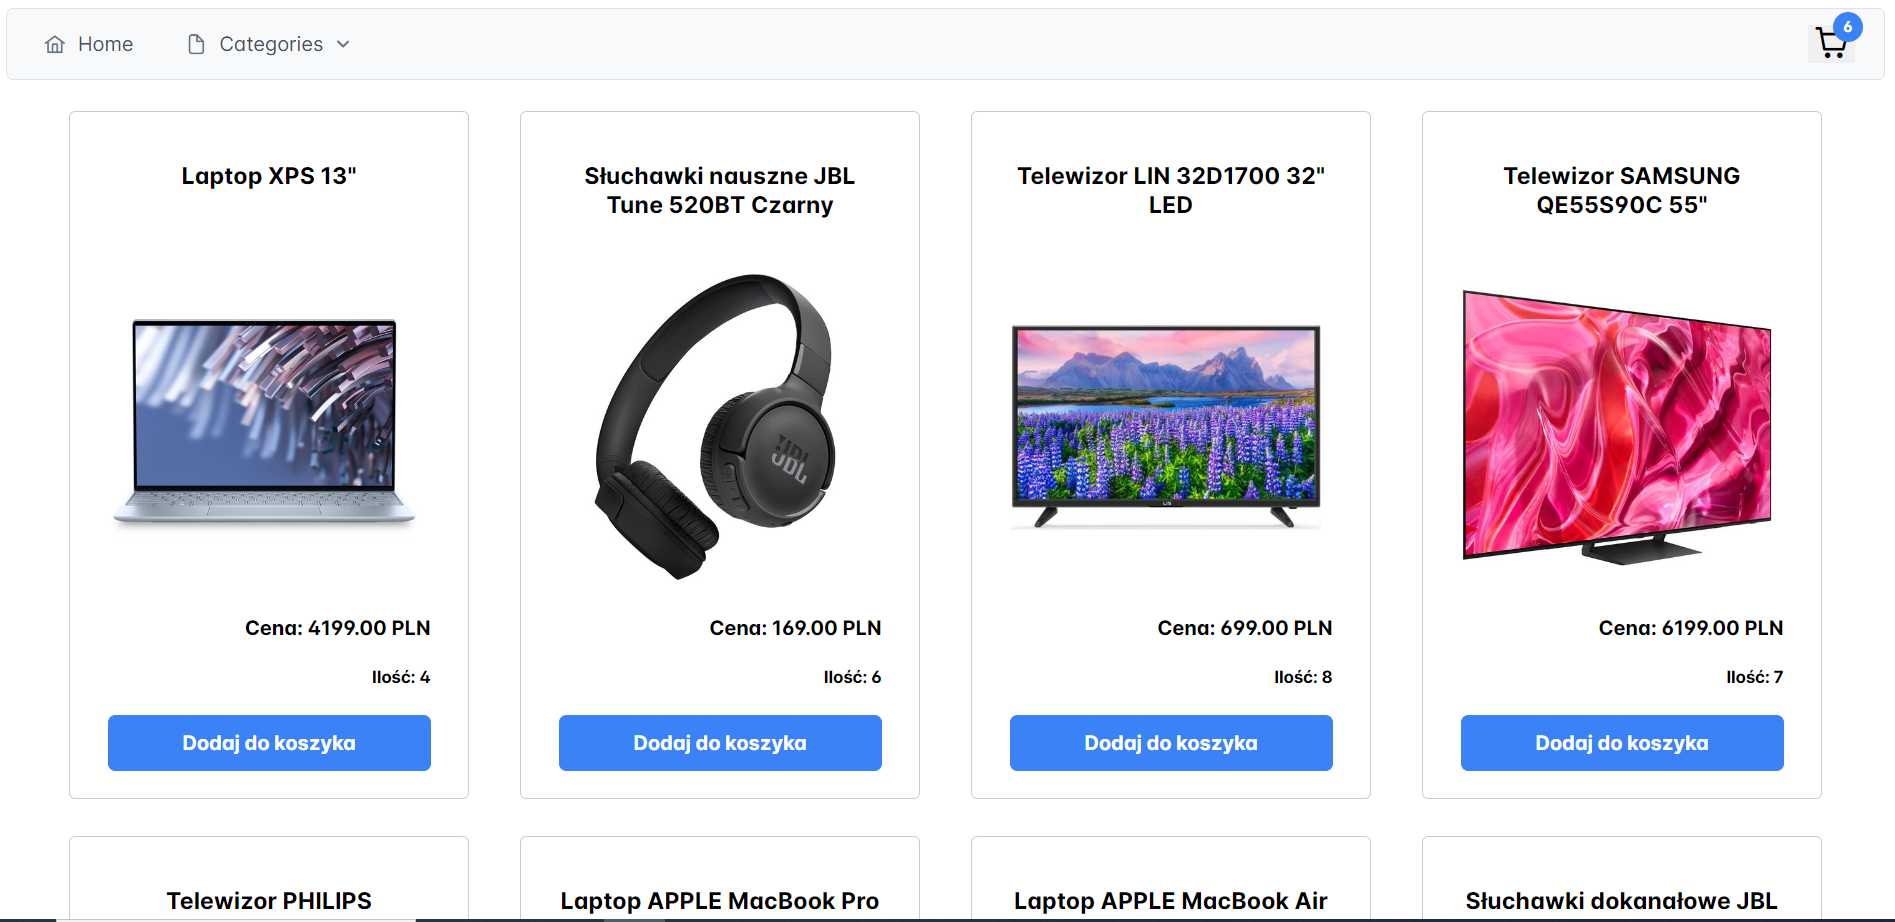 Home
Categories
6
Laptop XPS 13"
Słuchawki nauszne JBL
Tune 520BT Czarny
Telewizor LIN 32D1700 32"
LED
Telewizor SAMSUNG
QE55S90C 55"
JBL
LIN
Cena: 4199.00 PLN
Cena: 169.00 PLN
Cena: 699.00 PLN
Cena: 6199.00 PLN
Ilość: 4
Ilość: 6
Ilość: 8
Ilość: 7
Dodaj do koszyka
Dodaj do koszyka
Dodaj do koszyka
Dodaj do koszyka
Telewizor PHILIPS
Laptop APPLE MacBook Pro
Laptop APPLE MacBook Air
Słuchawki dokanałowe JBL